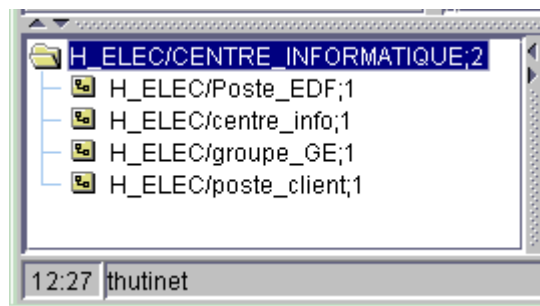 H_ELEC/CENTRE_INFORMATIQUE;2
H_ELEC/Poste_EDF;1
H_ELEC/centre_info;1
H_ELEC/groupe_GE;1
H_ELEC/poste_client;1
12:27 thutinet